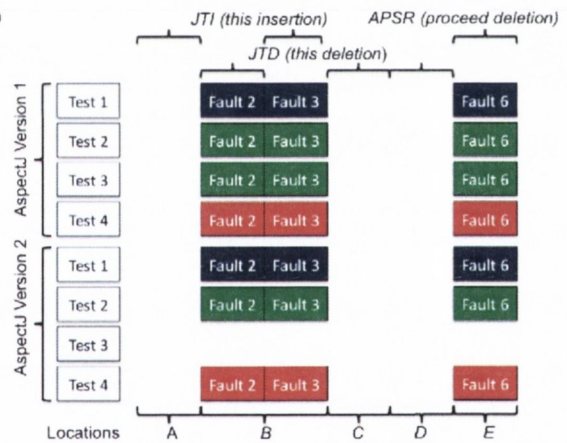 JTI (this insertion) APSR (proceed deletion)
JTD (this deletion)
AspectJ Version 1
Test 1 Fault 2 Fault 3 Fault 6
Test 2 Fault 2 Fault 3 Fault 6
Test 3 Fault 2 Fault 3 Fault 6
Test 4 Fault 2 Fault 3 Fault 6
AspectJ Version 2
Test 1 Fault 2 Fault 3 Fault 6
Test 2 Fault 2 Fault 3 Fault 6
Test 3
Test 4 Fault 2 Fault 3 Fault 6
Locations A B C D E